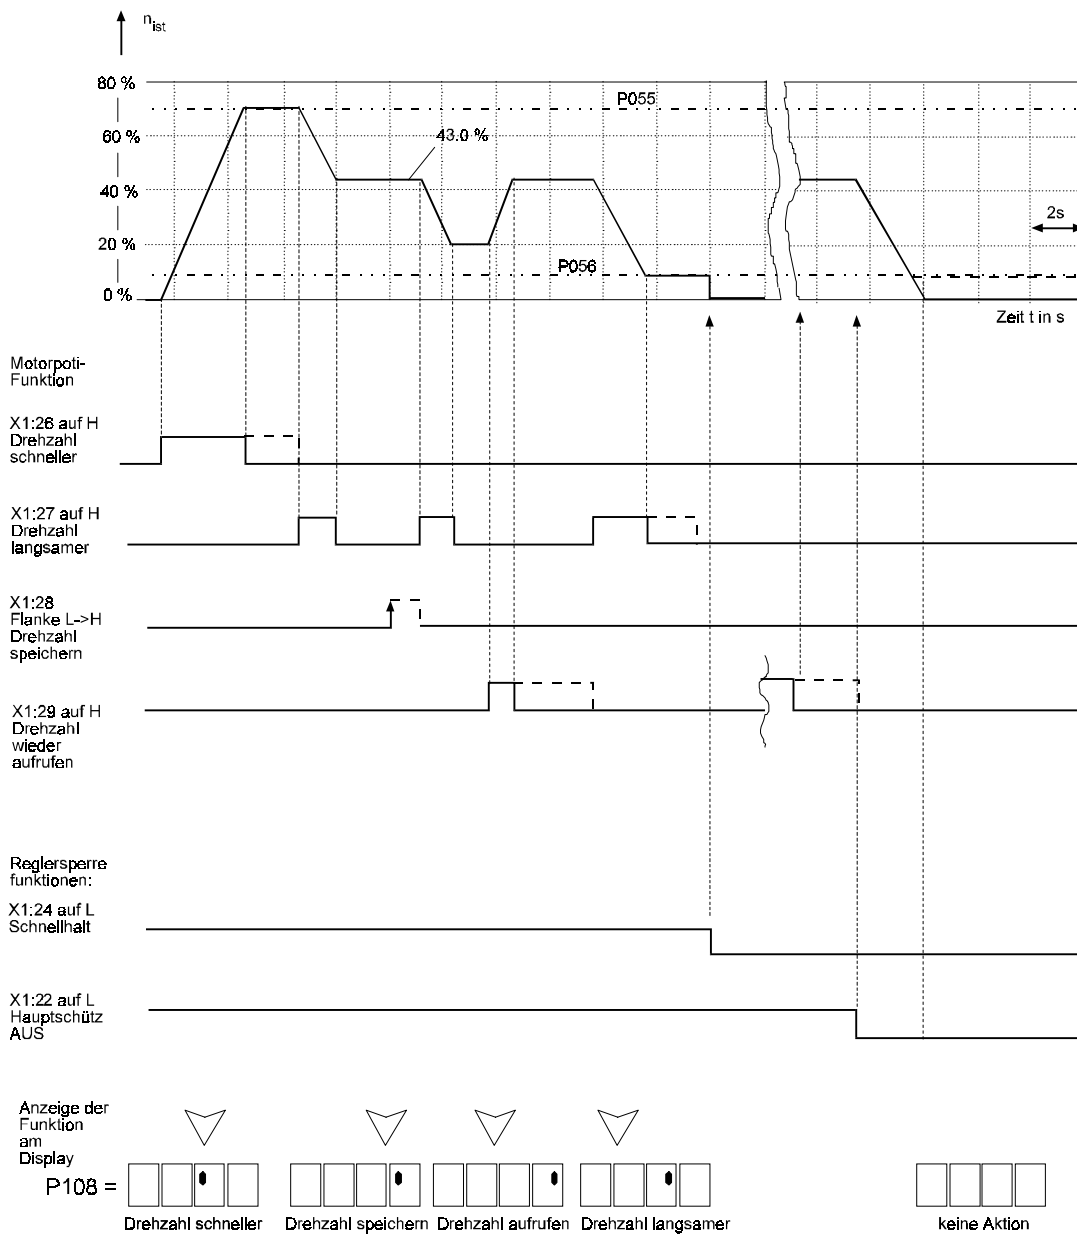 n ist
80 %
P055
60 %
43.0 %
40 %
2s
20 %
P056
0 %
Zeit t in s
Motorpoti-
Funktion
X1:26 auf H
Drehzahl
schneller
X1:27 auf H
Drehzahl
langsamer
X1:28
Flanke L->H
Drehzahl
speichern
X1:29 auf H
Drehzahl
wieder
aufrufen
Reglersperre
funktionen:
X1:24 auf L
Schnellhalt
X1:22 auf L
Hauptschütz
AUS
Anzeige der
Funktion
am
Display
P108 =
Drehzahl schneller
Drehzahl speichern
Drehzahl aufrufen
Drehzahl langsamer
keine Aktion